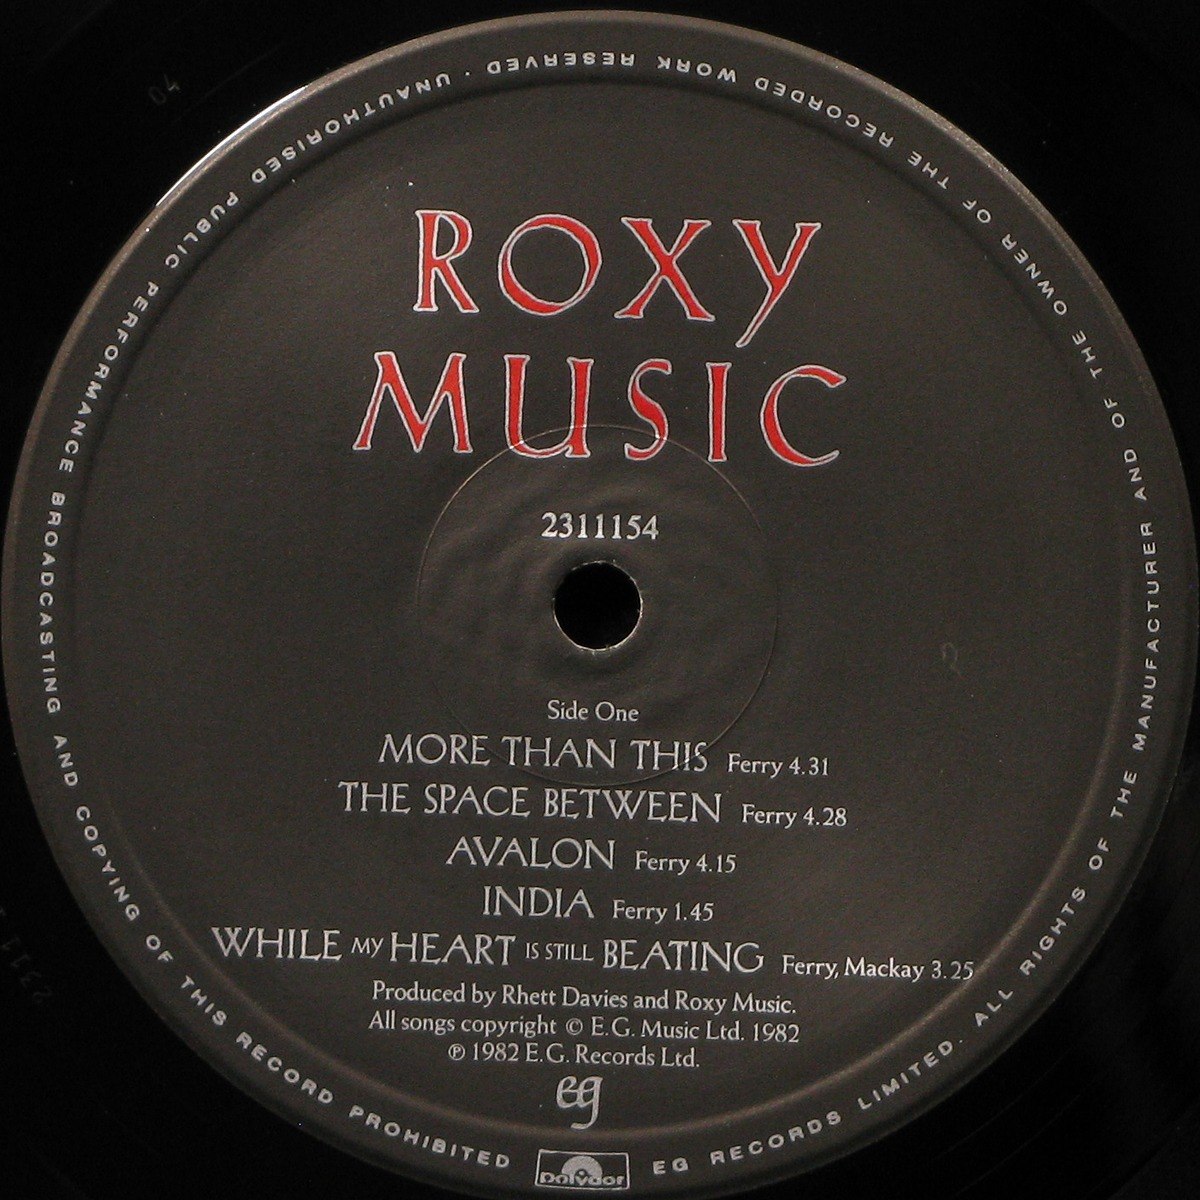 ROXY
MUSIC
2311154
Side One
MORE THAN THIS Ferry 4.31
THE SPACE BETWEEN Ferry 4.28
AVALON Ferry 4.15
INDIA Ferry 1.45
WHILE MY HEART IS STILL BEATING Ferry, Mackay 3.25
Produced by Rhett Davies and Roxy Music.
All songs copyright © E.G. Music Ltd. 1982
℗ 1982 E.G. Records Ltd.
eg
polydor
EG RECORDS LIMITED. ALL RIGHTS OF THE MANUFACTURER AND OF THE OWNER OF THE RECORDED WORK RESERVED · UNAUTHORISED PUBLIC PERFORMANCE BROADCASTING AND COPYING OF THIS RECORD PROHIBITED
04